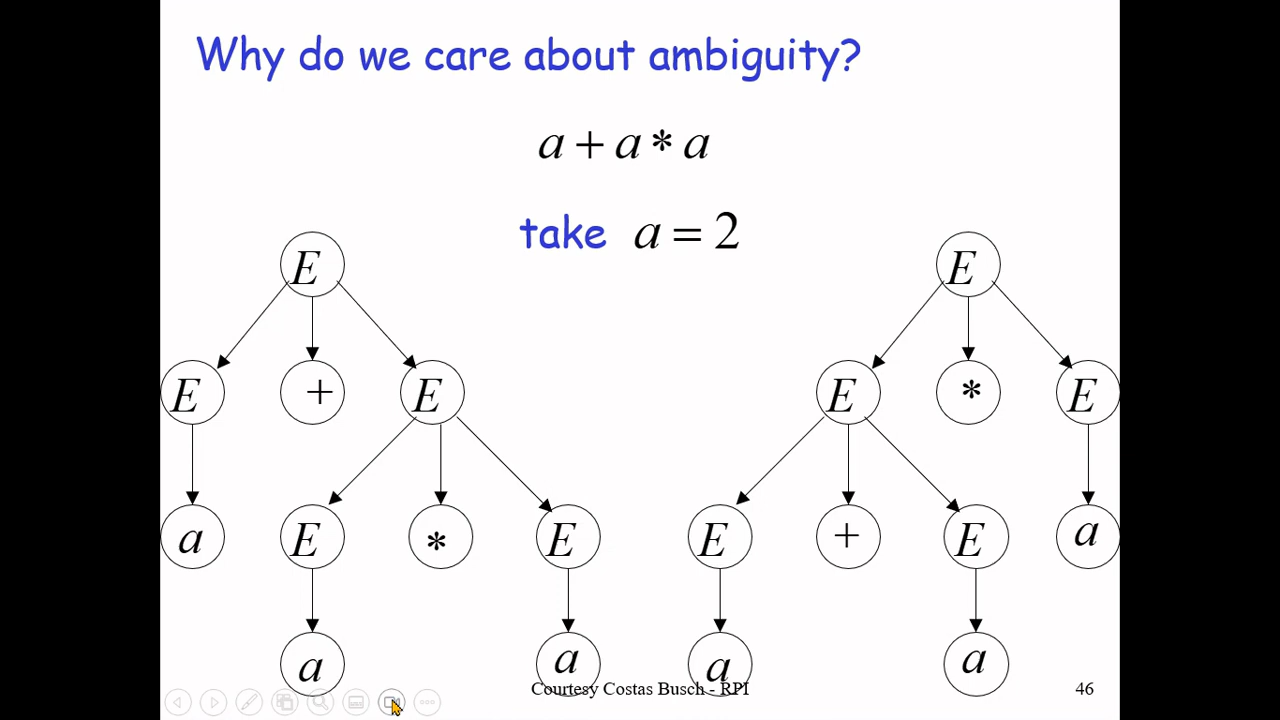 Why do we care about ambiguity?
a + a * a
take a = 2
E E
E + E E * E
a E * E E + E a
a a a a
Courtesy Costas Busch - RPI 46